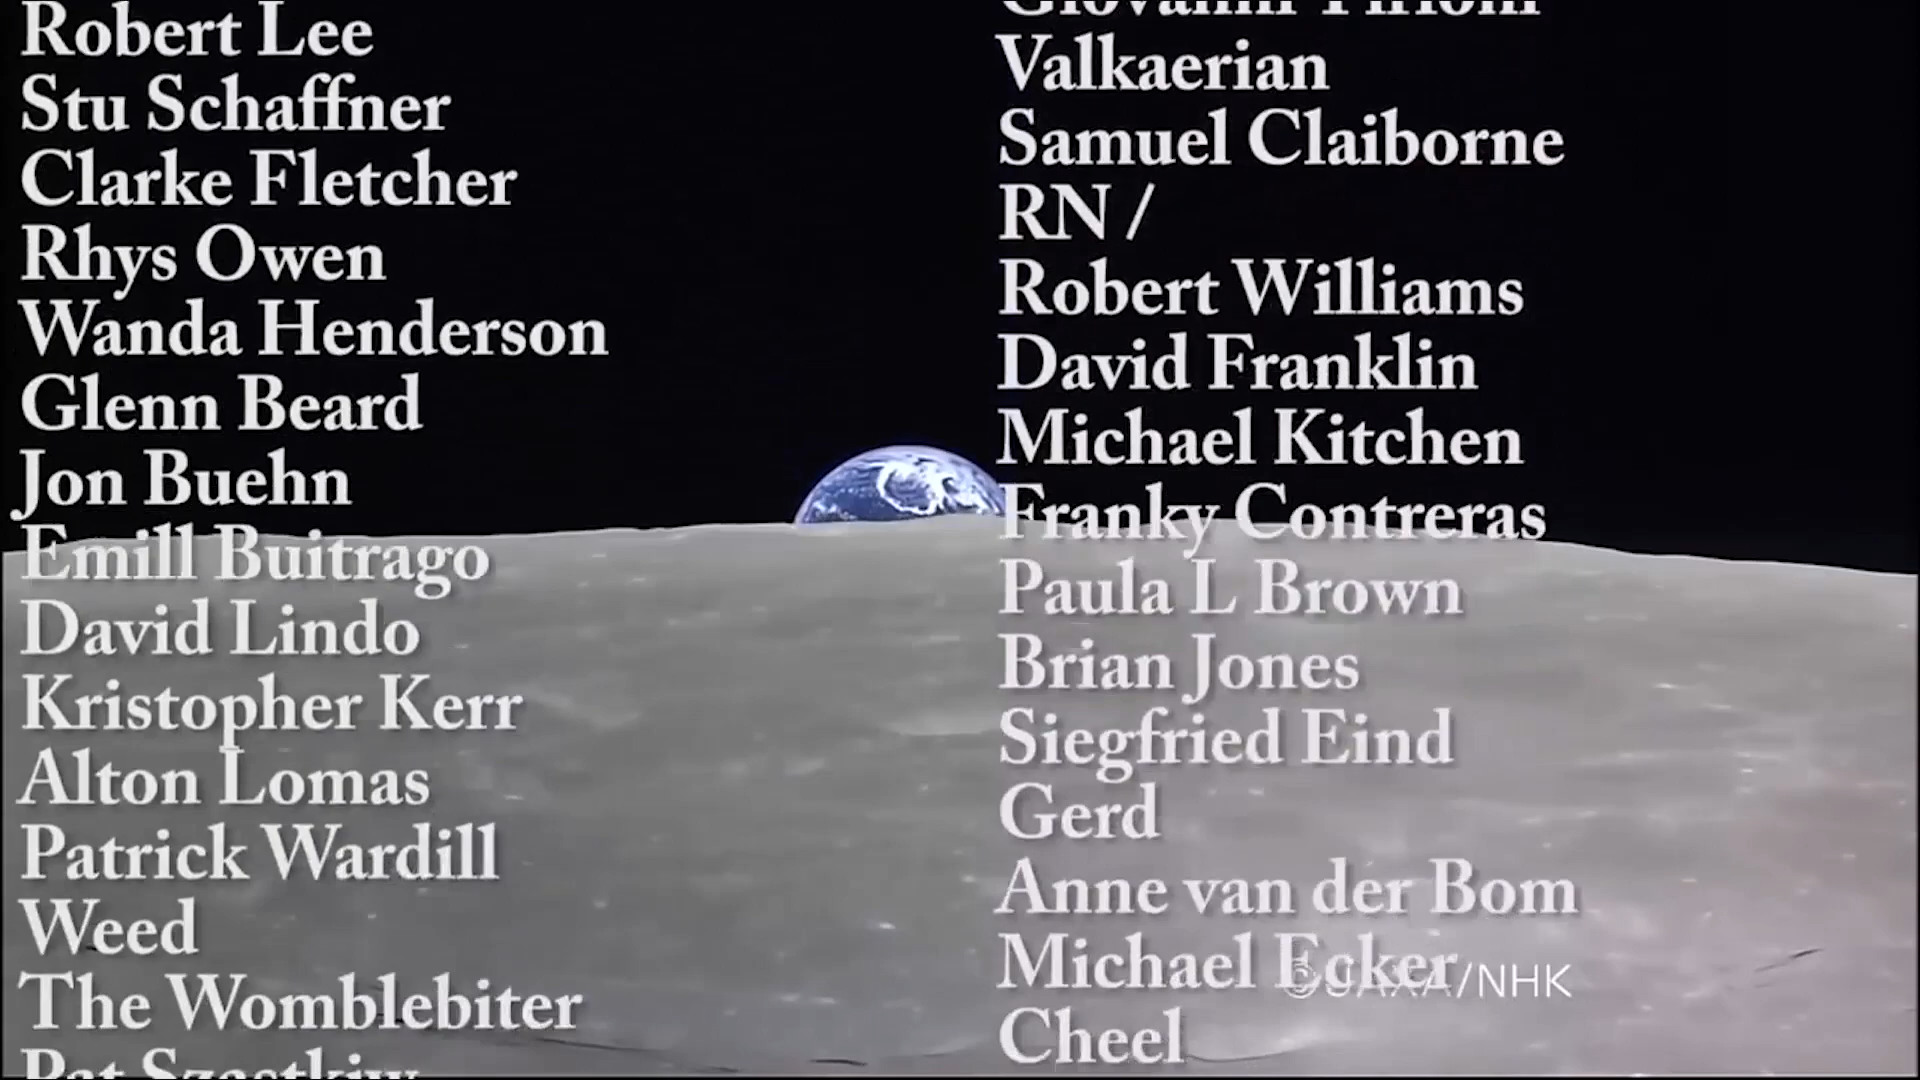 Robert Lee
Stu Schaffner
Clarke Fletcher
Rhys Owen
Wanda Henderson
Glenn Beard
Jon Buehn
Emill Buitrago
David Lindo
Kristopher Kerr
Alton Lomas
Patrick Wardill
Weed
The Womblebiter
Pat
Giovanni
Valkaerian
Samuel Claiborne
RN /
Robert Williams
David Franklin
Michael Kitchen
Franky Contreras
Paula L Brown
Brian Jones
Siegfried Eind
Gerd
Anne van der Bom
Michael Ecker
Cheel
©JAXA/NHK